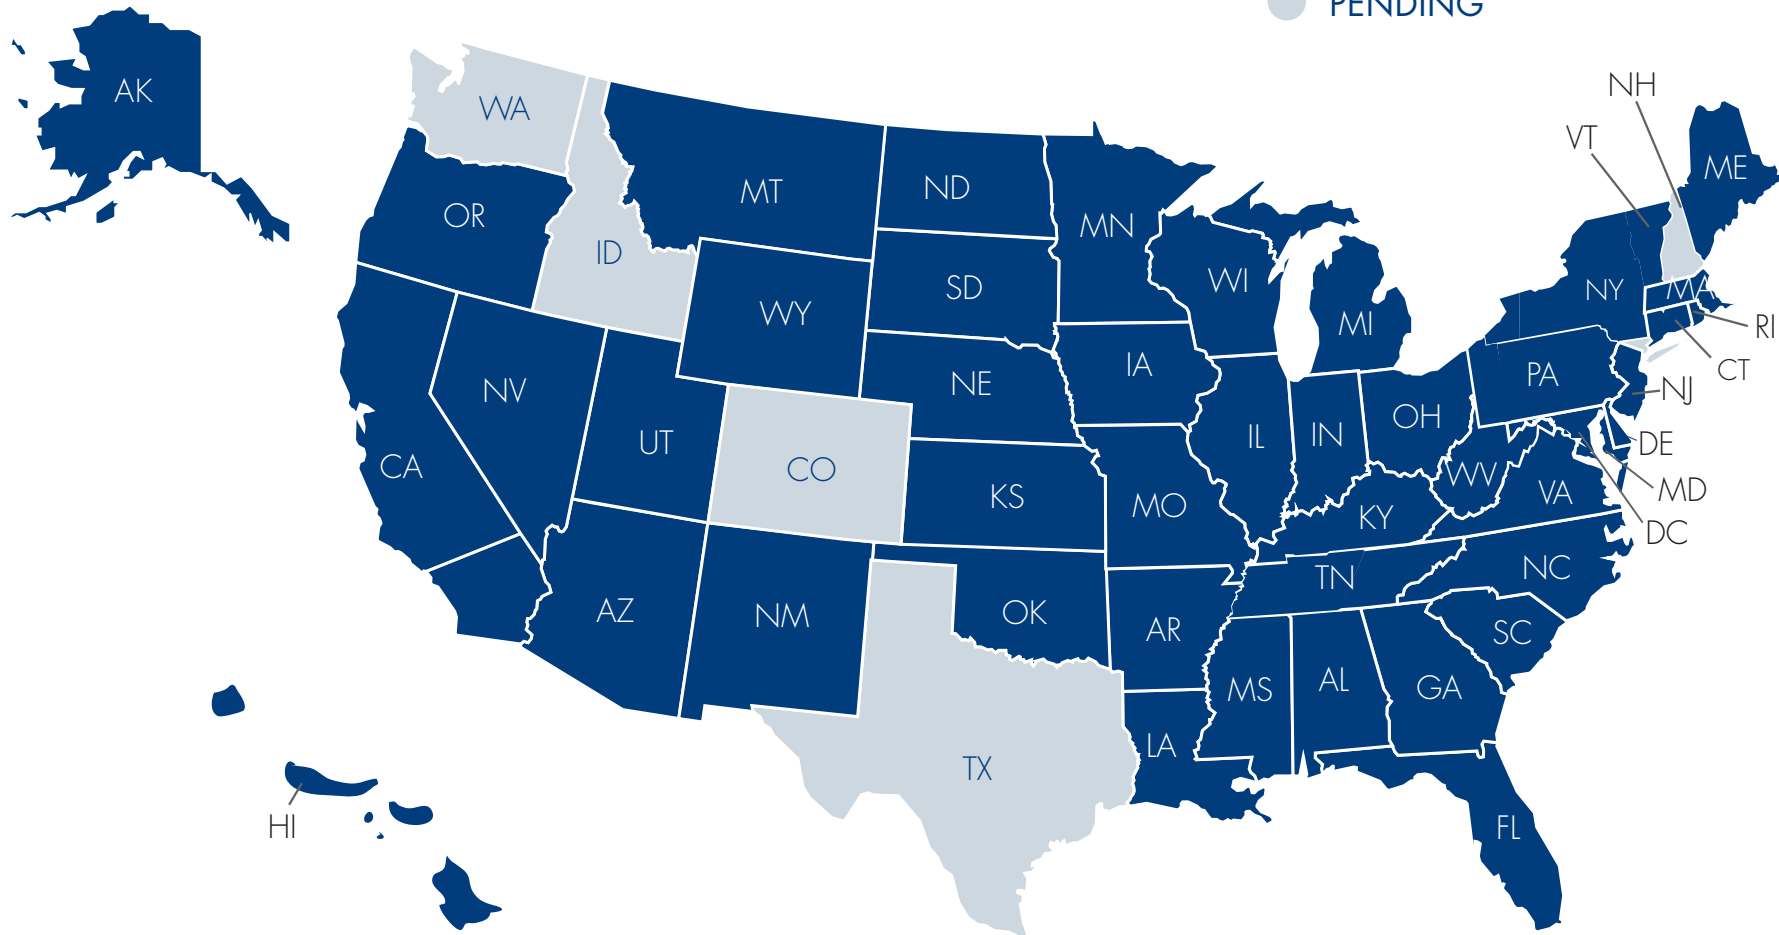 PENDING
AK
WA
NH
VT
ME
MT
ND
OR
MN
ID
WI
SD
NY
MA
WY
MI
RI
IA
CT
NE
PA
NV
NJ
OH
UT
IL
IN
DE
CO
CA
WV
MD
KS
VA
MO
KY
DC
NC
TN
AZ
NM
OK
AR
SC
MS
AL
GA
LA
TX
HI
FL